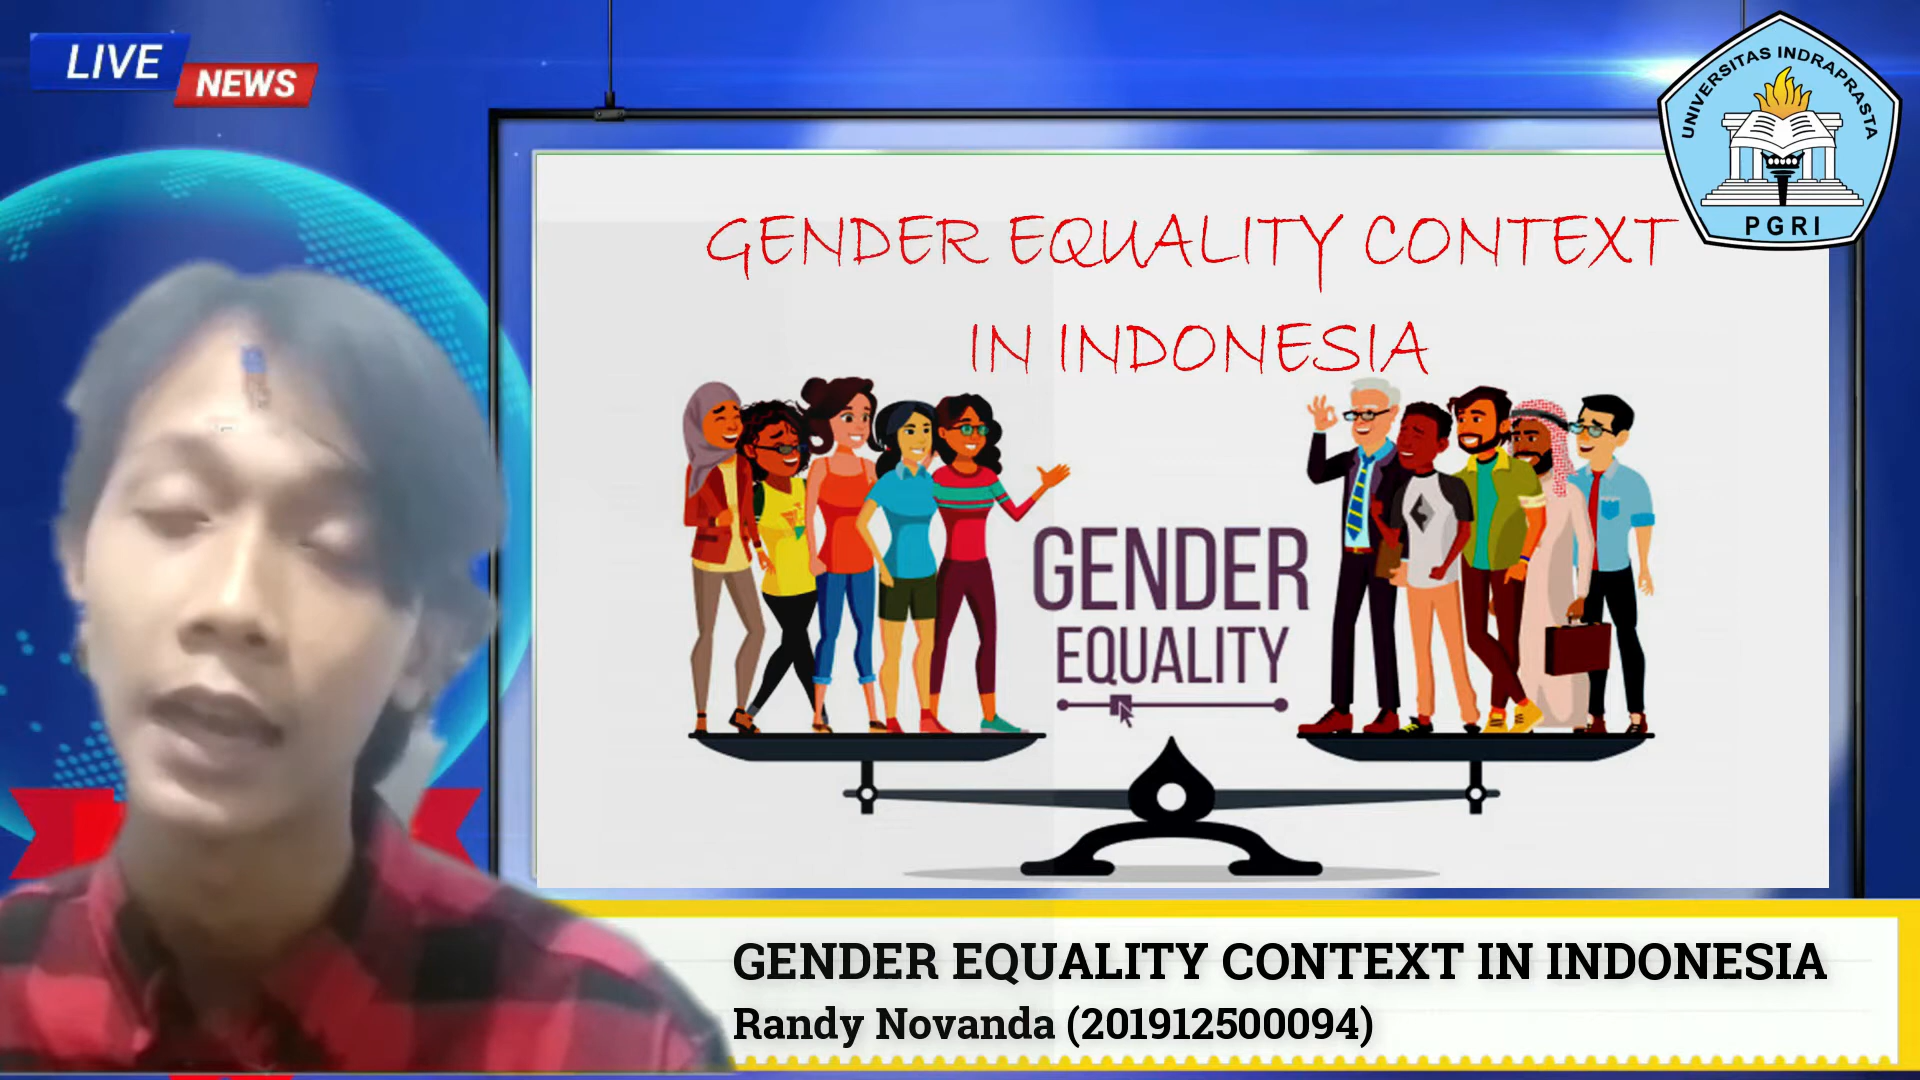 LIVE
NEWS
UNIVERSITAS INDRAPRASTA
PGRI
GENDER EQUALITY CONTEXT
IN INDONESIA
GENDER
EQUALITY
GENDER EQUALITY CONTEXT IN INDONESIA
Randy Novanda (201912500094)